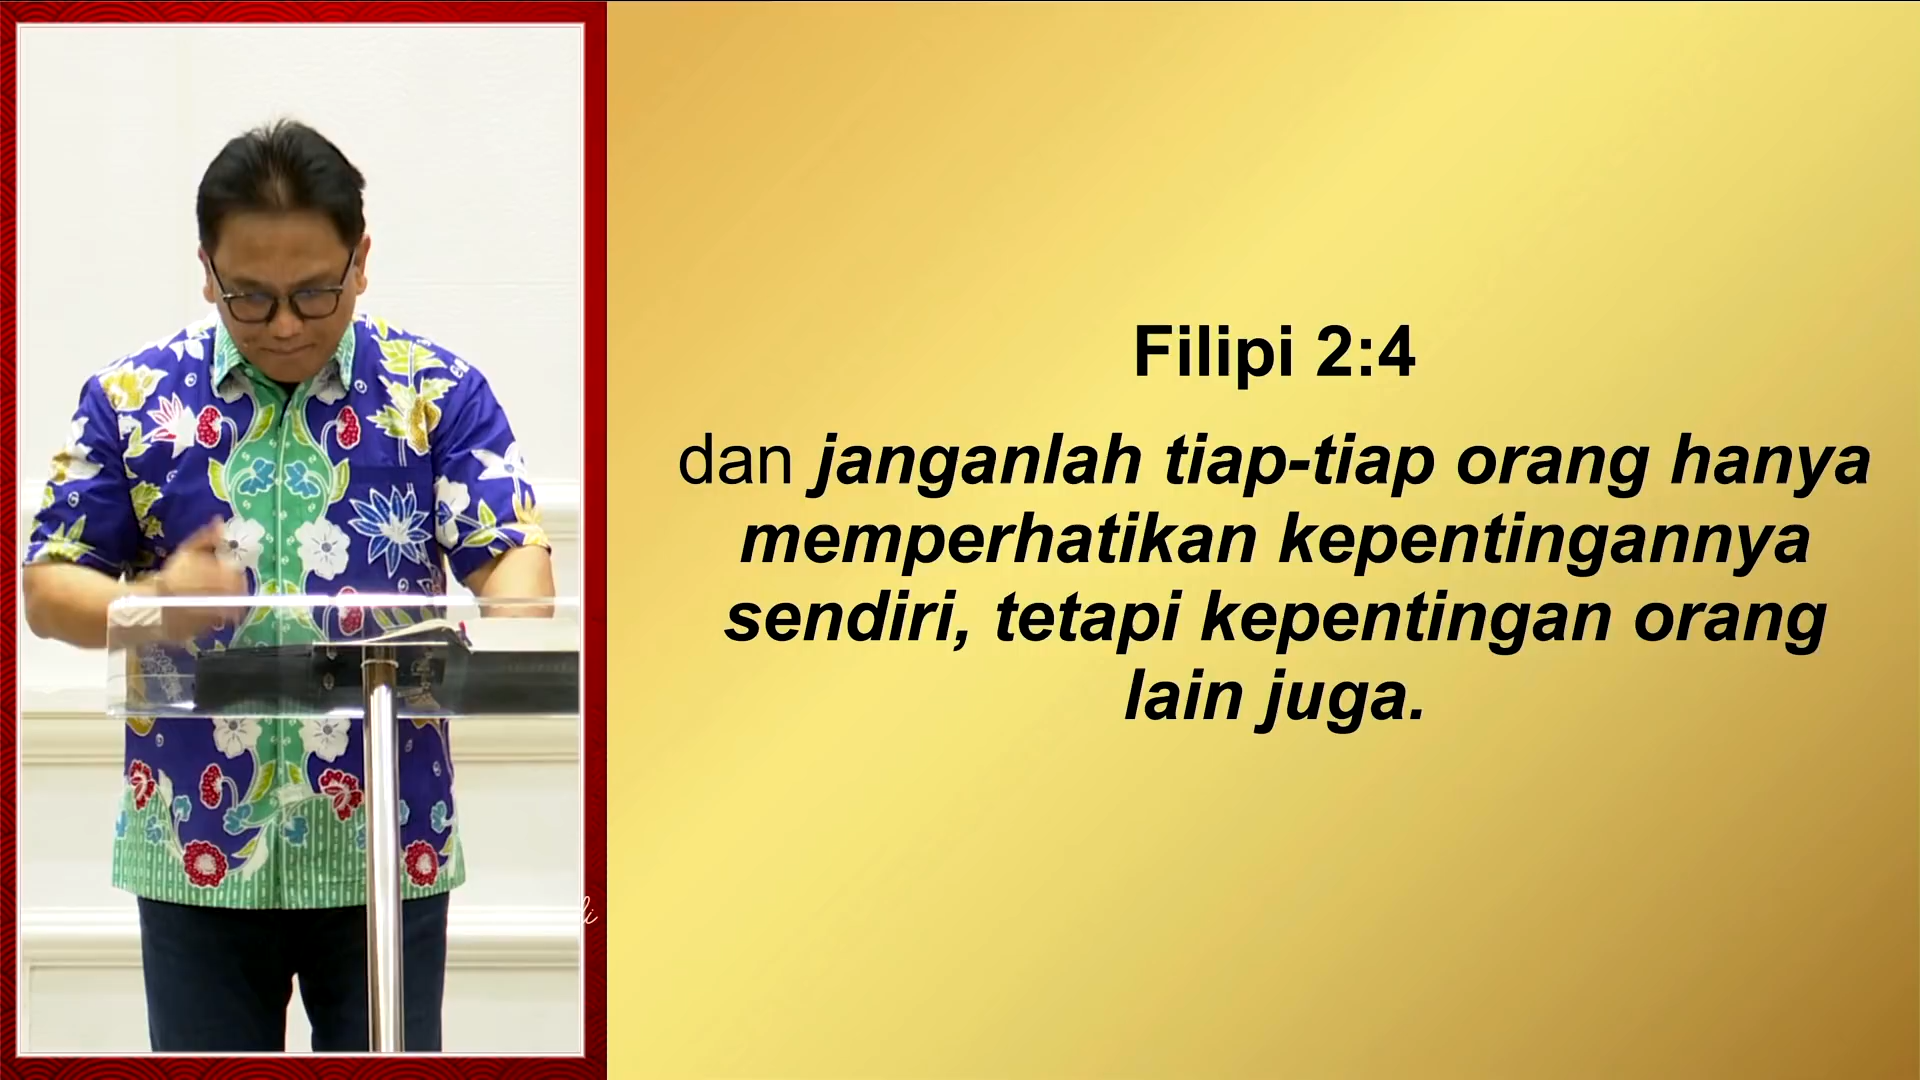 Filipi 2:4
dan janganlah tiap-tiap orang hanya
memperhatikan kepentingannya
sendiri, tetapi kepentingan orang
lain juga.